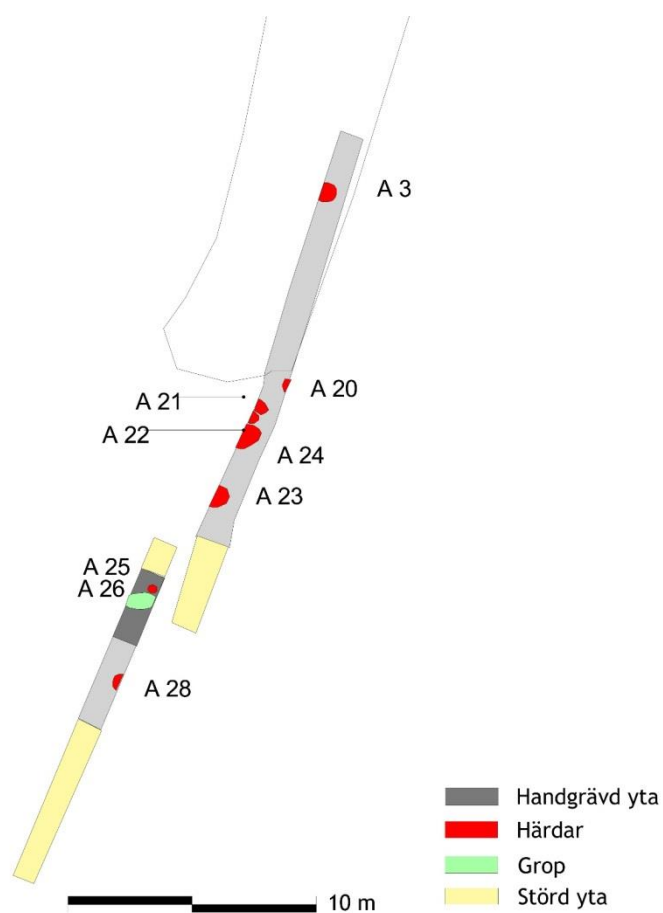 A 3
A 20
A 21
A 22
A 24
A 23
A 25
A 26
A 28
Handgrävd yta
Härdar
Grop
Störd yta
10 m